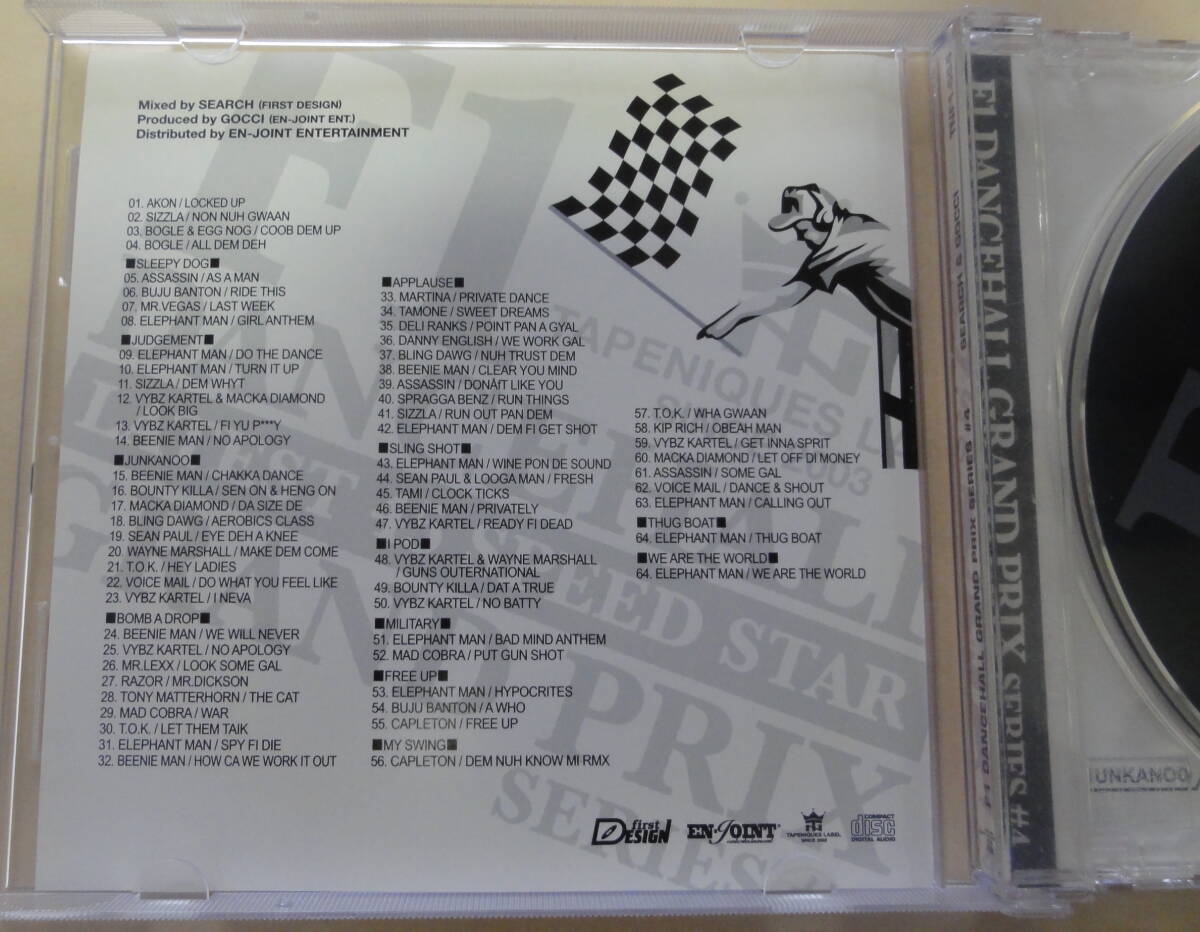 Mixed by SEARCH (FIRST DESIGN)
Produced by GOCCI (EN-JOINT ENT.)
Distributed by EN-JOINT ENTERTAINMENT
01. AKON / LOCKED UP
02. SIZZLA / NON NUH GWAAN
03. BOGLE & EGG NOG / COOB DEM UP
04. BOGLE / ALL DEM DEH
■SLEEPY DOG■
05. ASSASSIN / AS A MAN
06. BUJU BANTON / RIDE THIS
07. MR.VEGAS / LAST WEEK
08. ELEPHANT MAN / GIRL ANTHEM
■JUDGEMENT■
09. ELEPHANT MAN / DO THE DANCE
10. ELEPHANT MAN / TURN IT UP
11. SIZZLA / DEM WHYT
12. VYBZ KARTEL & MACKA DIAMOND
/ LOOK BIG
13. VYBZ KARTEL / FI YU P***Y
14. BEENIE MAN / NO APOLOGY
■JUNKANOO■
15. BEENIE MAN / CHAKKA DANCE
16. BOUNTY KILLA / SEN ON & HENG ON
17. MACKA DIAMOND / DA SIZE DE
18. BLING DAWG / AEROBICS CLASS
19. SEAN PAUL / EYE DEH A KNEE
20. WAYNE MARSHALL / MAKE DEM COME
21. T.O.K. / HEY LADIES
22. VOICE MAIL / DO WHAT YOU FEEL LIKE
23. VYBZ KARTEL / I NEVA
■BOMB A DROP■
24. BEENIE MAN / WE WILL NEVER
25. VYBZ KARTEL / NO APOLOGY
26. MR.LEXX / LOOK SOME GAL
27. RAZOR / MR.DICKSON
28. TONY MATTERHORN / THE CAT
29. MAD COBRA / WAR
30. T.O.K. / LET THEM TAIK
31. ELEPHANT MAN / SPY FI DIE
32. BEENIE MAN / HOW CA WE WORK IT OUT
■APPLAUSE■
33. MARTINA / PRIVATE DANCE
34. TAMONE / SWEET DREAMS
35. DELI RANKS / POINT PAN A GYAL
36. DANNY ENGLISH / WE WORK GAL
37. BLING DAWG / NUH TRUST DEM
38. BEENIE MAN / CLEAR YOU MIND
39. ASSASSIN / DONÅfT LIKE YOU
40. SPRAGGA BENZ / RUN THINGS
41. SIZZLA / RUN OUT PAN DEM
42. ELEPHANT MAN / DEM FI GET SHOT
■SLING SHOT■
43. ELEPHANT MAN / WINE PON DE SOUND
44. SEAN PAUL & LOOGA MAN / FRESH
45. TAMI / CLOCK TICKS
46. BEENIE MAN / PRIVATELY
47. VYBZ KARTEL / READY FI DEAD
■I POD■
48. VYBZ KARTEL & WAYNE MARSHALL
/ GUNS OUTERNATIONAL
49. BOUNTY KILLA / DAT A TRUE
50. VYBZ KARTEL / NO BATTY
■MILITARY■
51. ELEPHANT MAN / BAD MIND ANTHEM
52. MAD COBRA / PUT GUN SHOT
■FREE UP■
53. ELEPHANT MAN / HYPOCRITES
54. BUJU BANTON / A WHO
55. CAPLETON / FREE UP
■MY SWING■
56. CAPLETON / DEM NUH KNOW MI RMX
57. T.O.K. / WHA GWAAN
58. KIP RICH / OBEAH MAN
59. VYBZ KARTEL / GET INNA SPRIT
60. MACKA DIAMOND / LET OFF DI MONEY
61. ASSASSIN / SOME GAL
62. VOICE MAIL / DANCE & SHOUT
63. ELEPHANT MAN / CALLING OUT
■THUG BOAT■
64. ELEPHANT MAN / THUG BOAT
■WE ARE THE WORLD■
64. ELEPHANT MAN / WE ARE THE WORLD
first DESIGN
EN-JOINT
TAPENIQUES LABEL
COMPACT
disc
DIGITAL AUDIO
F1 DANCEHALL GRAND PRIX SERIES #4
SEARCH & GOCCI
UNKANOO